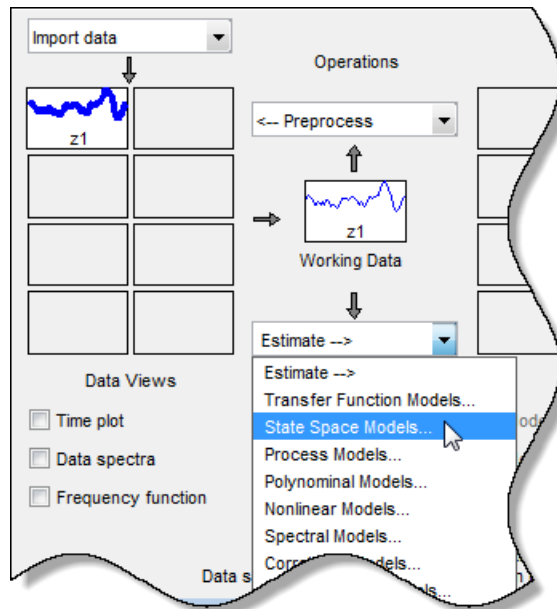 Import data
Operations
z1
<-- Preprocess
z1
Working Data
Estimate -->
Data Views
Estimate -->
Transfer Function Models...
Time plot
State Space Models...
Data spectra
Process Models...
Polynominal Models...
Frequency function
Nonlinear Models...
Spectral Models...
Data s